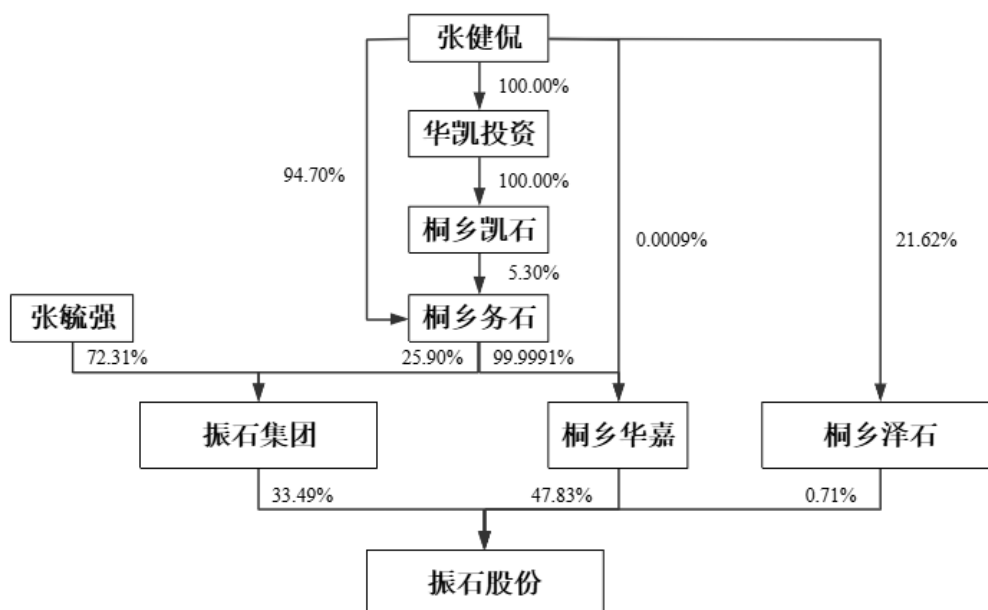 张健侃
100.00%
华凯投资
94.70%
100.00%
桐乡凯石
0.0009%
21.62%
5.30%
张毓强
桐乡务石
72.31%
25.90%
99.9991%
振石集团
桐乡华嘉
桐乡泽石
33.49%
47.83%
0.71%
振石股份